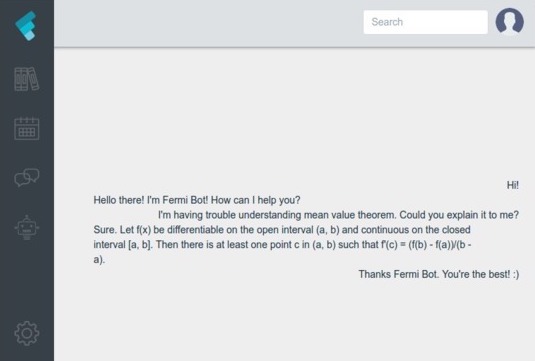 Search
Hi!
Hello there! I'm Fermi Bot! How can I help you?
I'm having trouble understanding mean value theorem. Could you explain it to me?
Sure. Let f(x) be differentiable on the open interval (a, b) and continuous on the closed
interval [a, b]. Then there is at least one point c in (a, b) such that f'(c) = (f(b) - f(a))/(b -
a).
Thanks Fermi Bot. You're the best! :)